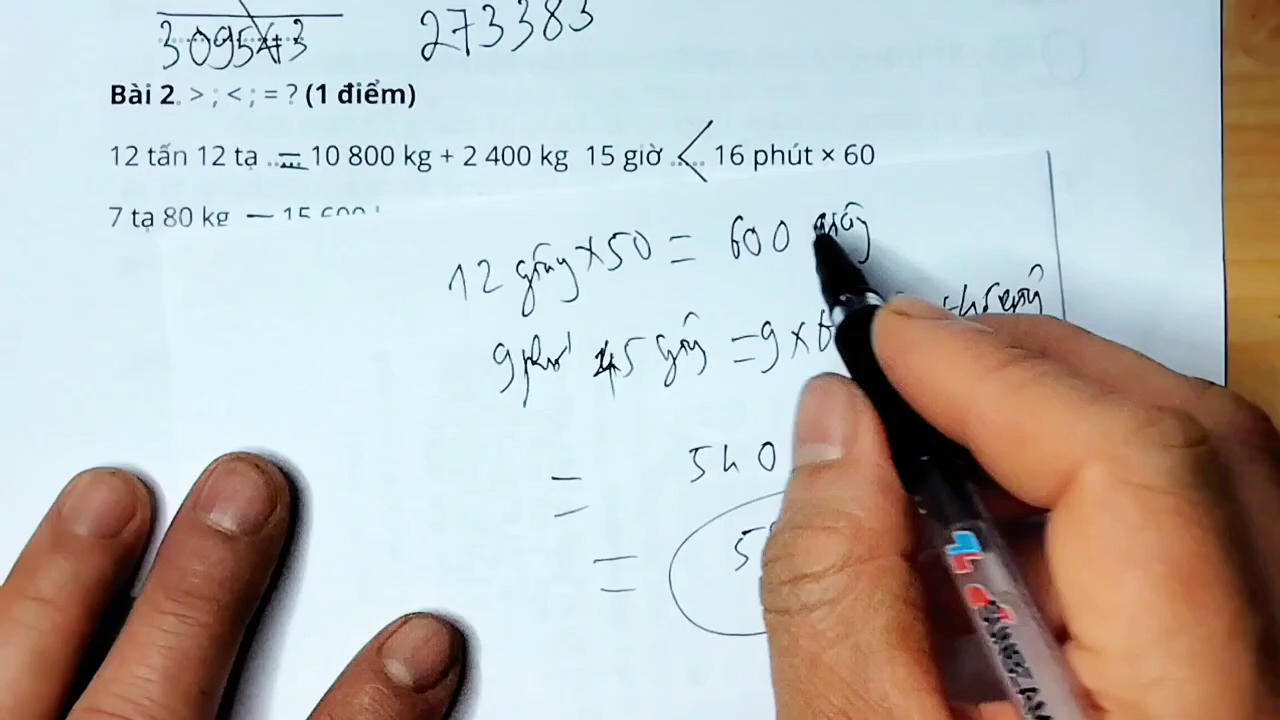 309543 273383
Bài 2. > ; < ; = ? (1 điểm)
12 tấn 12 tạ ..=.. 10 800 kg + 2 400 kg 15 giờ ..<.. 16 phút × 60
7 tạ 80 kg
12 giây × 50 = 600 giây
9 phút 45 giây = 9 ×
= 540
=